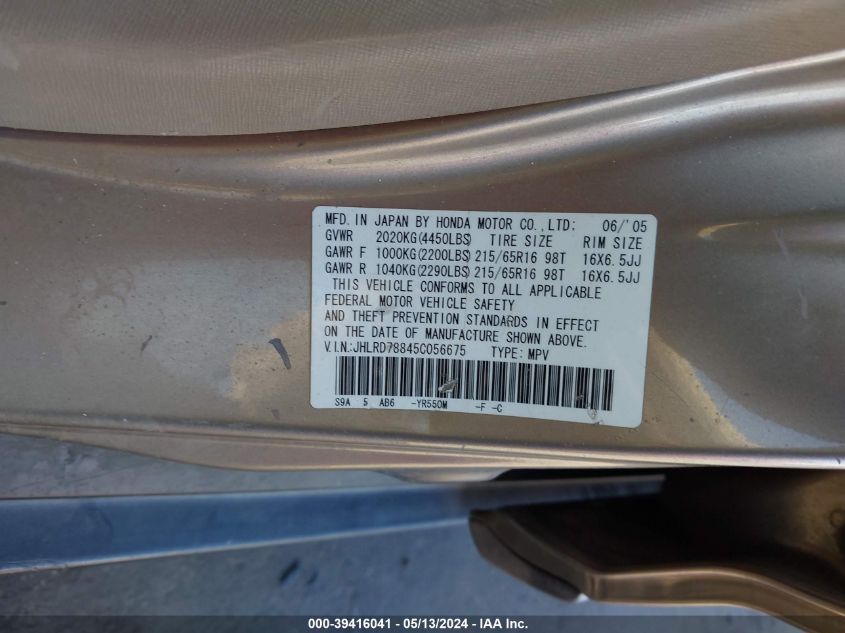 MFD. IN JAPAN BY HONDA MOTOR CO., LTD: 06/'05
GVWR 2020KG(4450LBS) TIRE SIZE RIM SIZE
GAWR F 1000KG(2200LBS) 215/65R16 98T 16X6.5JJ
GAWR R 1040KG(2290LBS) 215/65R16 98T 16X6.5JJ
THIS VEHICLE CONFORMS TO ALL APPLICABLE
FEDERAL MOTOR VEHICLE SAFETY
AND THEFT PREVENTION STANDARDS IN EFFECT
ON THE DATE OF MANUFACTURE SHOWN ABOVE.
V.I.N:JHLRD78845C056675 TYPE: MPV
S9A 5 AB6 -YR550M -F -C
000-39416041 - 05/13/2024 - IAA Inc.